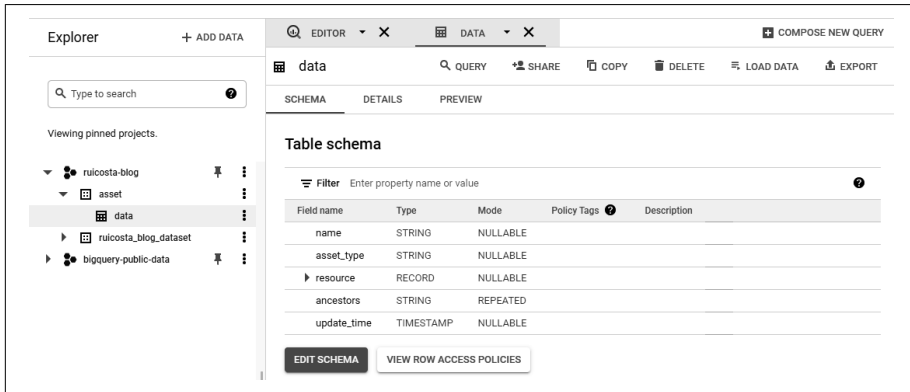 Explorer + ADD DATA
Type to search
Viewing pinned projects.
ruicosta-blog
asset
data
ruicosta_blog_dataset
bigquery-public-data
EDITOR DATA COMPOSE NEW QUERY
data QUERY SHARE COPY DELETE LOAD DATA EXPORT
SCHEMA DETAILS PREVIEW
Table schema
Filter Enter property name or value
Field name Type Mode Policy Tags Description
name STRING NULLABLE
asset_type STRING NULLABLE
resource RECORD NULLABLE
ancestors STRING REPEATED
update_time TIMESTAMP NULLABLE
EDIT SCHEMA VIEW ROW ACCESS POLICIES